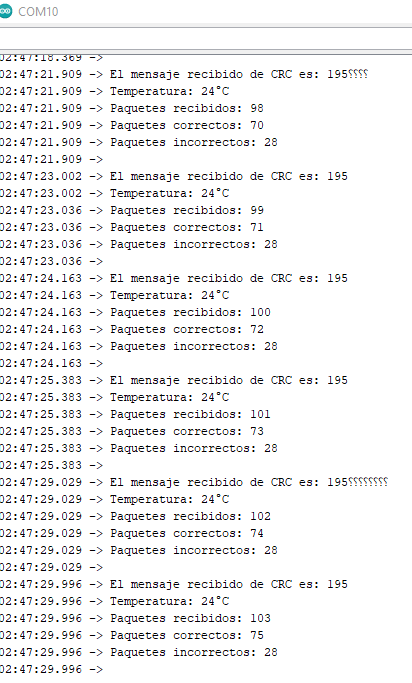 COM10
02:47:18.369 ->
02:47:21.909 -> El mensaje recibido de CRC es: 195⸮⸮⸮⸮
02:47:21.909 -> Temperatura: 24°C
02:47:21.909 -> Paquetes recibidos: 98
02:47:21.909 -> Paquetes correctos: 70
02:47:21.909 -> Paquetes incorrectos: 28
02:47:21.909 ->
02:47:23.002 -> El mensaje recibido de CRC es: 195
02:47:23.002 -> Temperatura: 24°C
02:47:23.036 -> Paquetes recibidos: 99
02:47:23.036 -> Paquetes correctos: 71
02:47:23.036 -> Paquetes incorrectos: 28
02:47:23.036 ->
02:47:24.163 -> El mensaje recibido de CRC es: 195
02:47:24.163 -> Temperatura: 24°C
02:47:24.163 -> Paquetes recibidos: 100
02:47:24.163 -> Paquetes correctos: 72
02:47:24.163 -> Paquetes incorrectos: 28
02:47:24.163 ->
02:47:25.383 -> El mensaje recibido de CRC es: 195
02:47:25.383 -> Temperatura: 24°C
02:47:25.383 -> Paquetes recibidos: 101
02:47:25.383 -> Paquetes correctos: 73
02:47:25.383 -> Paquetes incorrectos: 28
02:47:25.383 ->
02:47:29.029 -> El mensaje recibido de CRC es: 195⸮⸮⸮⸮⸮⸮⸮⸮
02:47:29.029 -> Temperatura: 24°C
02:47:29.029 -> Paquetes recibidos: 102
02:47:29.029 -> Paquetes correctos: 74
02:47:29.029 -> Paquetes incorrectos: 28
02:47:29.029 ->
02:47:29.996 -> El mensaje recibido de CRC es: 195
02:47:29.996 -> Temperatura: 24°C
02:47:29.996 -> Paquetes recibidos: 103
02:47:29.996 -> Paquetes correctos: 75
02:47:29.996 -> Paquetes incorrectos: 28
02:47:29.996 ->